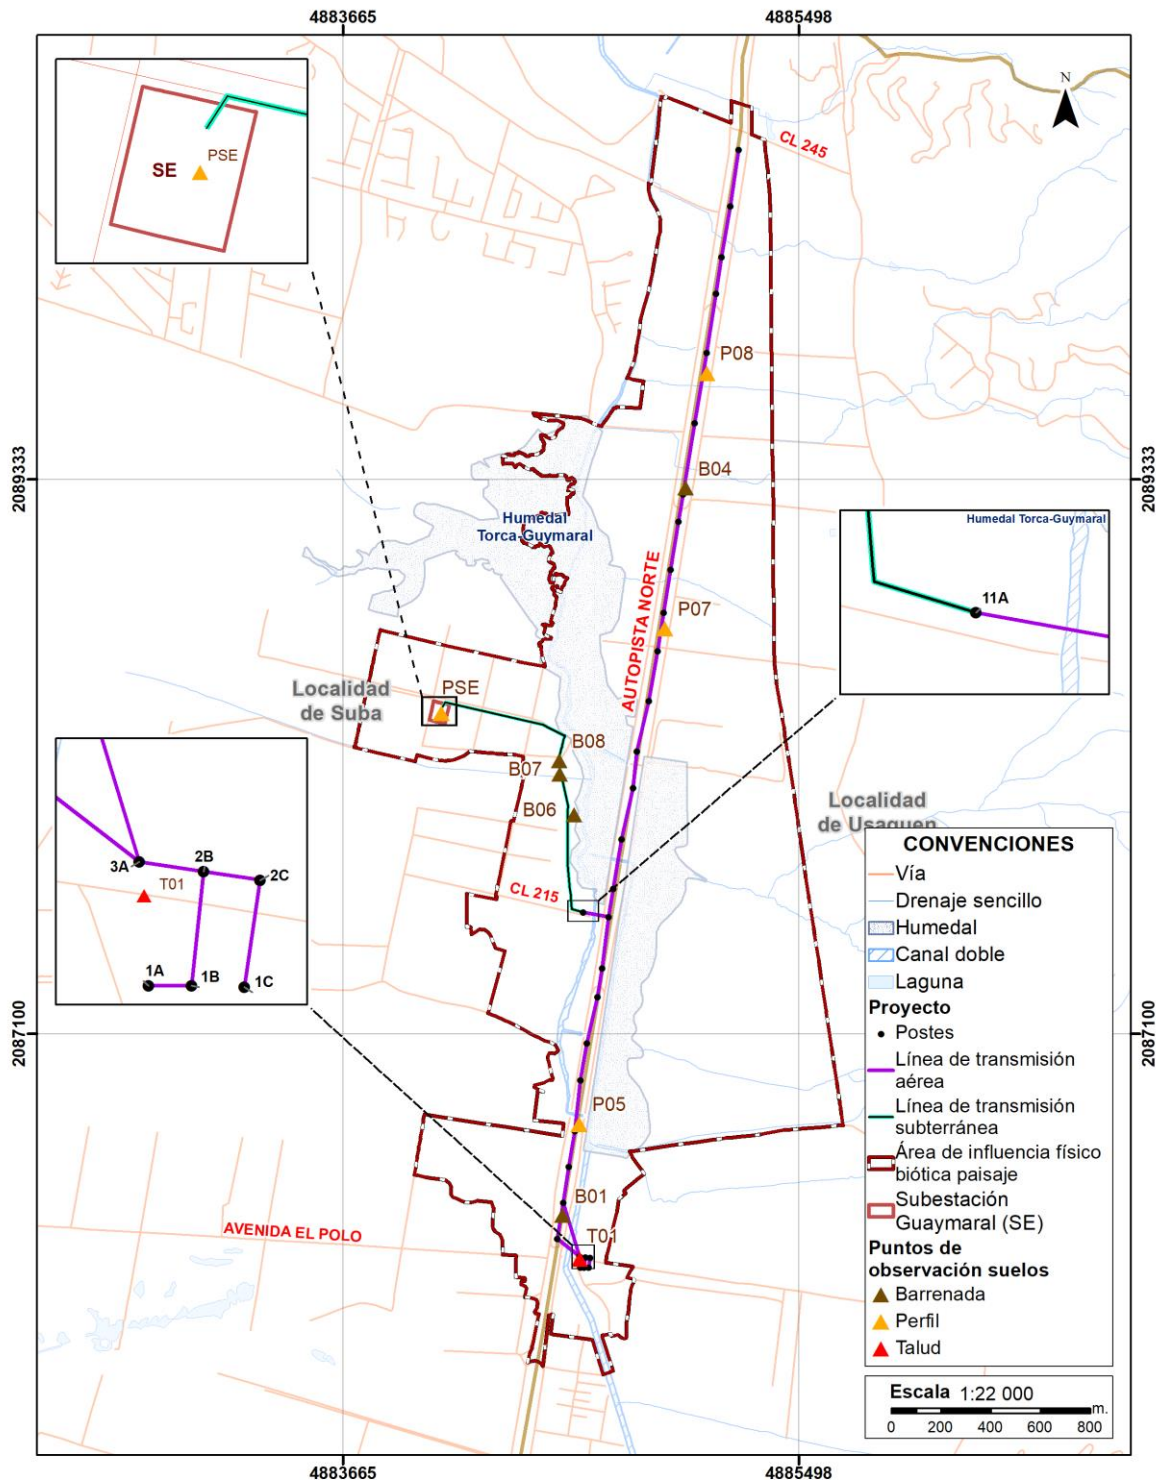 4883665
4885498
N
CL 245
PSE
SE
P08
2089333
2089333
B04
Humedal
Torca-Guymaral
Humedal Torca-Guymaral
11A
AUTOPISTA NORTE
P07
Localidad
de Suba
PSE
B08
B07
B06
Localidad
de Usaquen
CL 215
3A
2B
2C
T01
1A
1B
1C
2087100
2087100
P05
B01
T01
AVENIDA EL POLO
CONVENCIONES
Vía
Drenaje sencillo
Humedal
Canal doble
Laguna
Proyecto
Postes
Línea de transmisión
aérea
Línea de transmisión
subterránea
Área de influencia físico
biótica paisaje
Subestación
Guaymaral (SE)
Puntos de
observación suelos
Barrenada
Perfil
Talud
Escala 1:22 000
m.
0 200 400 600 800
4883665
4885498